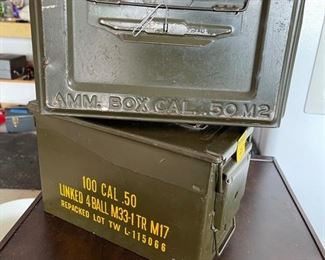 AMM. BOX CAL. .50 M2
100 CAL .50
LINKED 4 BALL M33-1 TR M17
REPACKED LOT TW L-115066